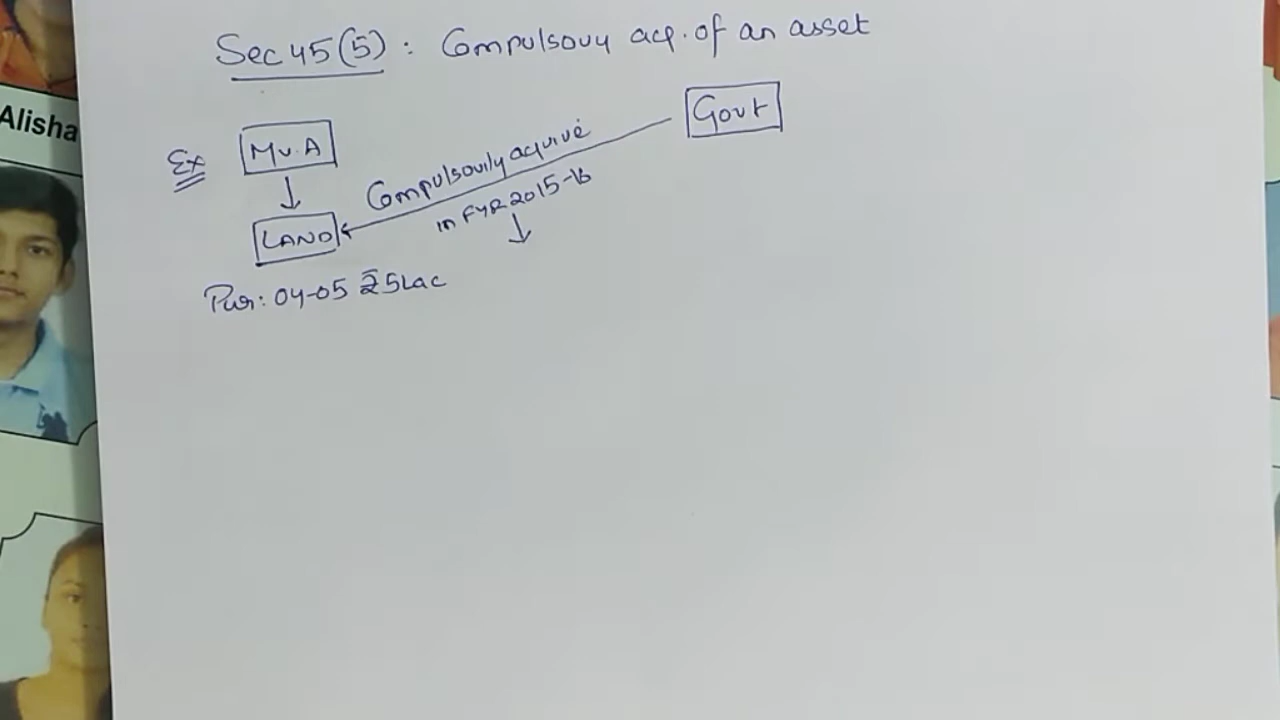 Alisha
Sec 45(5) : Compulsory acq. of an asset
Ex
Mr. A
Govt
Compulsorily acquire
in FYR 2015-16
LAND
Pur: 04-05 ₹ 5Lac